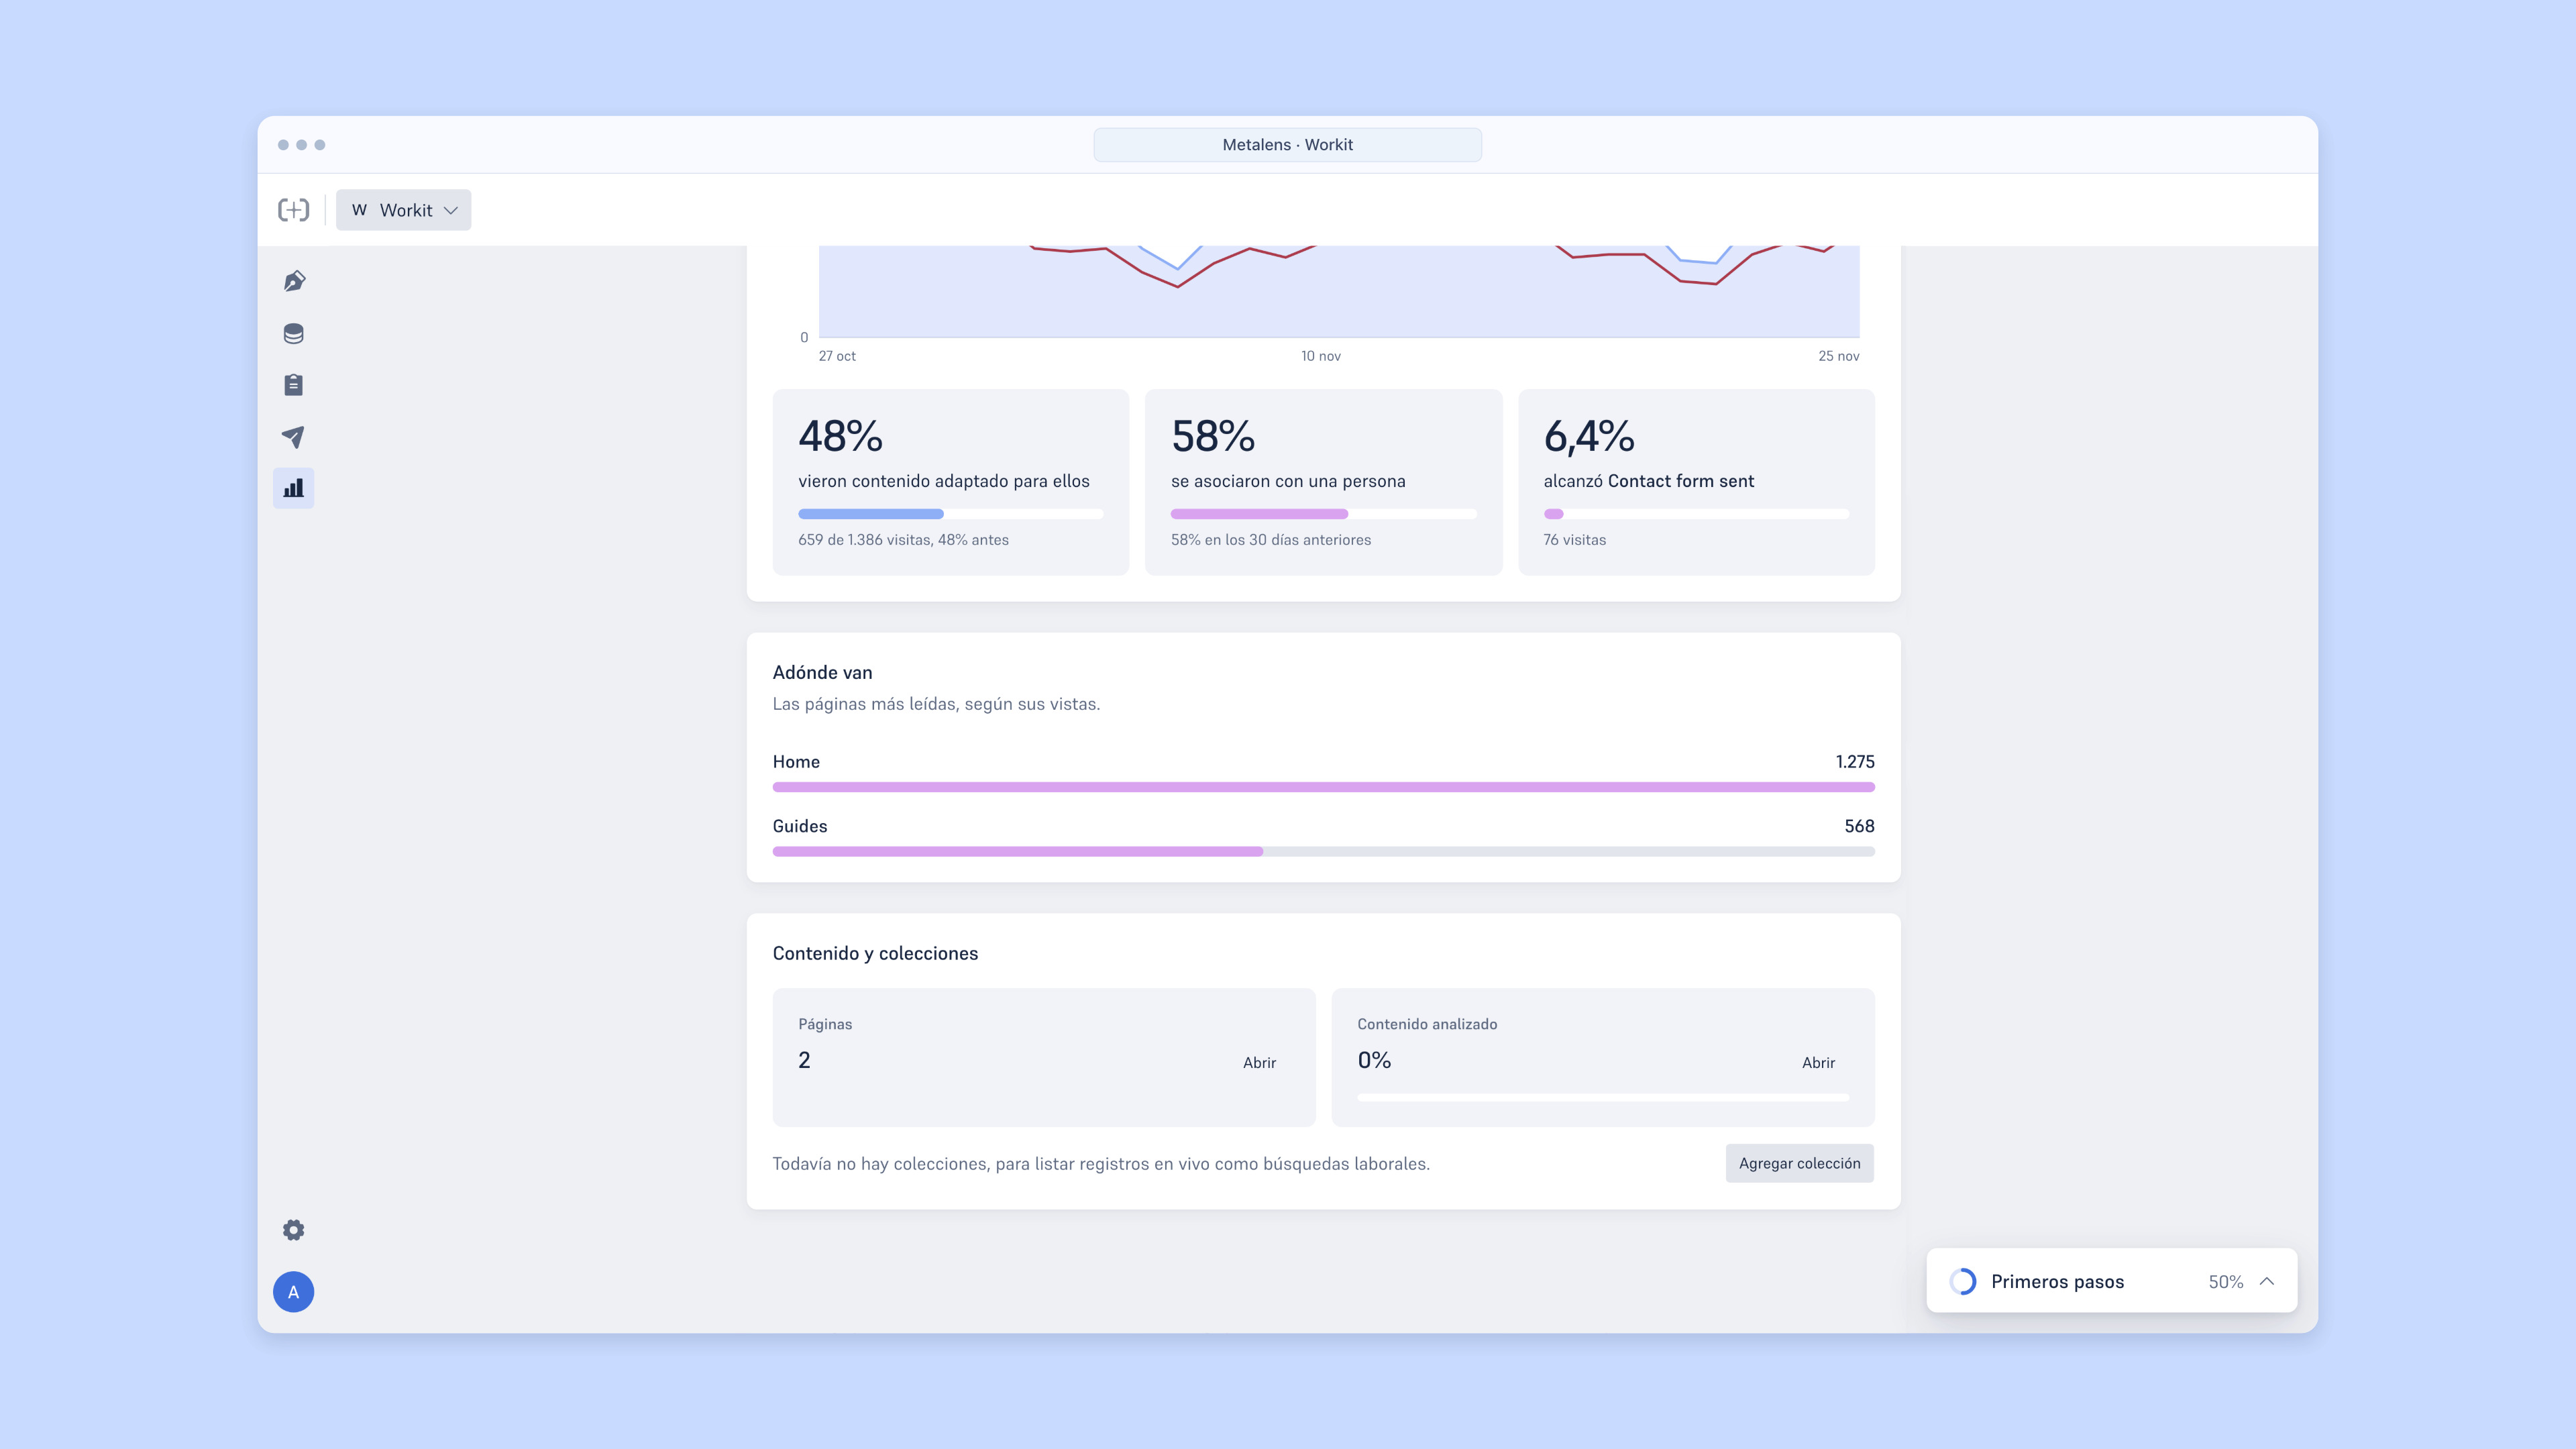 Metalens · Workit
W Workit
0
27 oct 10 nov 25 nov
48%
vieron contenido adaptado para ellos
659 de 1.386 visitas, 48% antes
58%
se asociaron con una persona
58% en los 30 días anteriores
6,4%
alcanzó Contact form sent
76 visitas
Adónde van
Las páginas más leídas, según sus vistas.
Home 1.275
Guides 568
Contenido y colecciones
Páginas
2 Abrir
Contenido analizado
0% Abrir
Todavía no hay colecciones, para listar registros en vivo como búsquedas laborales.
Agregar colección
A
Primeros pasos 50%